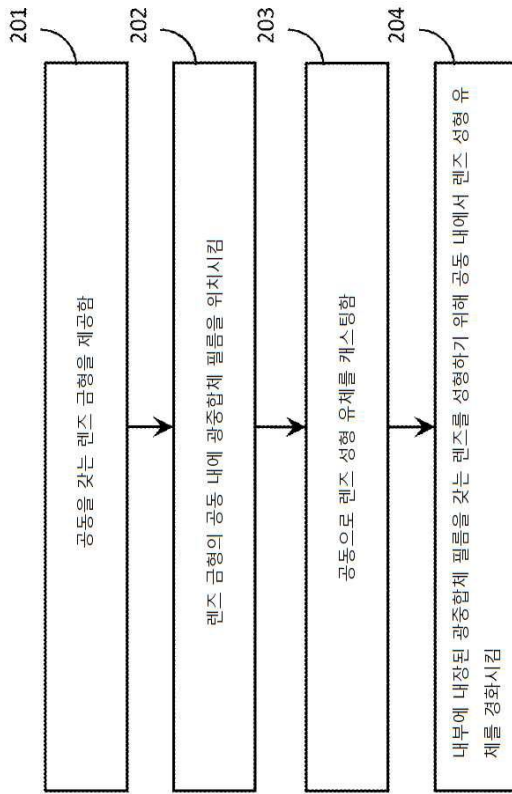 201
공동을 갖는 렌즈 금형을 제공함
202
렌즈 금형의 공동 내에 광중합체 필름을 위치시킴
203
공동으로 렌즈 성형 유체를 캐스팅함
204
내부에 내장된 광중합체 필름을 갖는 렌즈를 성형하기 위해 공동 내에서 렌즈 성형 유
체를 경화시킴